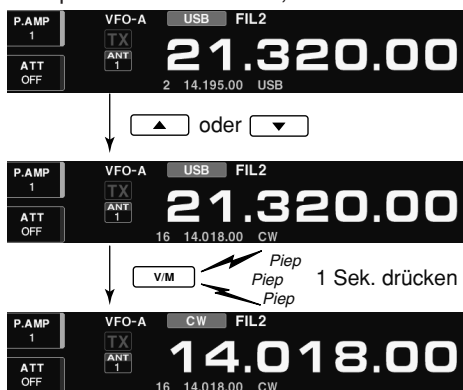 P.AMP VFO-A USB FIL2
1 TX
ANT 21.320.00
ATT 1
OFF 2 14.195.00 USB
▲ oder ▼
P.AMP VFO-A USB FIL2
1 TX
ANT 21.320.00
ATT 1
OFF 16 14.018.00 CW
Piep
V/M Piep 1 Sek. drücken
Piep
P.AMP VFO-A CW FIL2
1 TX
ANT 14.018.00
ATT 1
OFF 16 14.018.00 CW